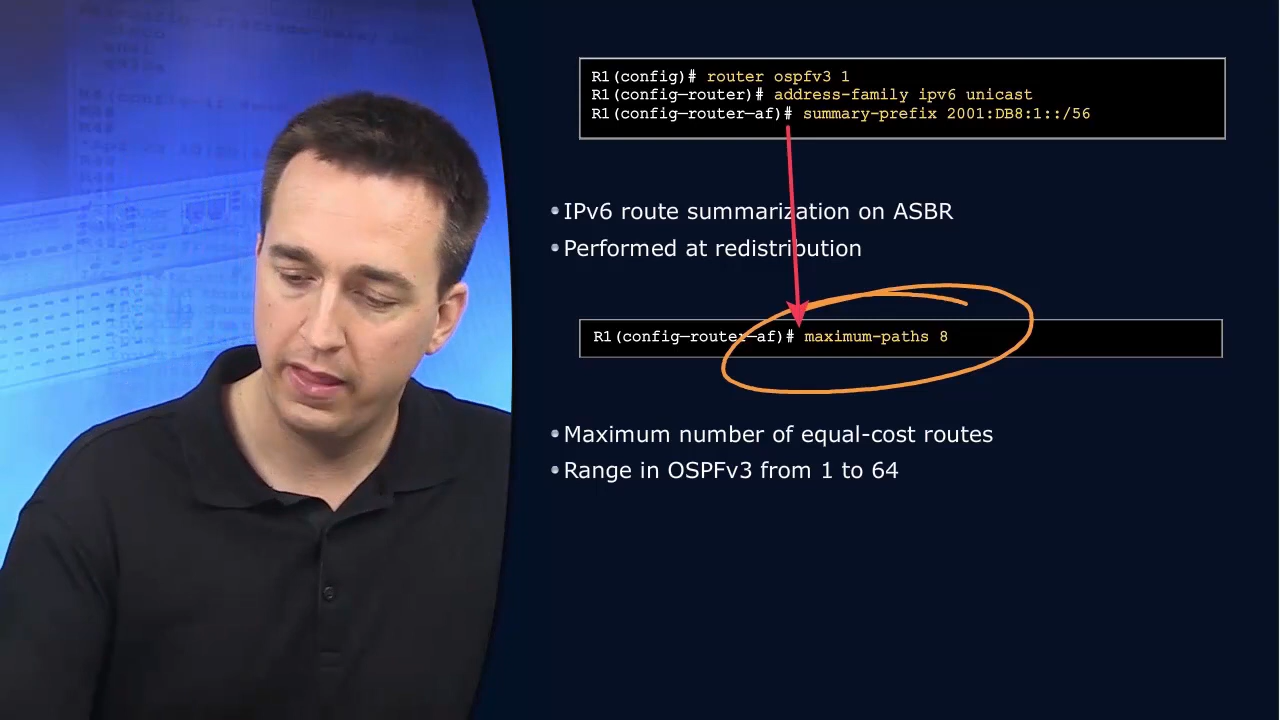 R1(config)# router ospfv3 1
R1(config-router)# address-family ipv6 unicast
R1(config-router-af)# summary-prefix 2001:DB8:1::/56
•IPv6 route summarization on ASBR
•Performed at redistribution
R1(config-router-af)# maximum-paths 8
•Maximum number of equal-cost routes
•Range in OSPFv3 from 1 to 64